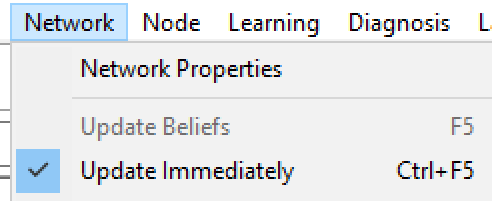 Network Node Learning Diagnosis
Network Properties
Update Beliefs F5
Update Immediately Ctrl+F5